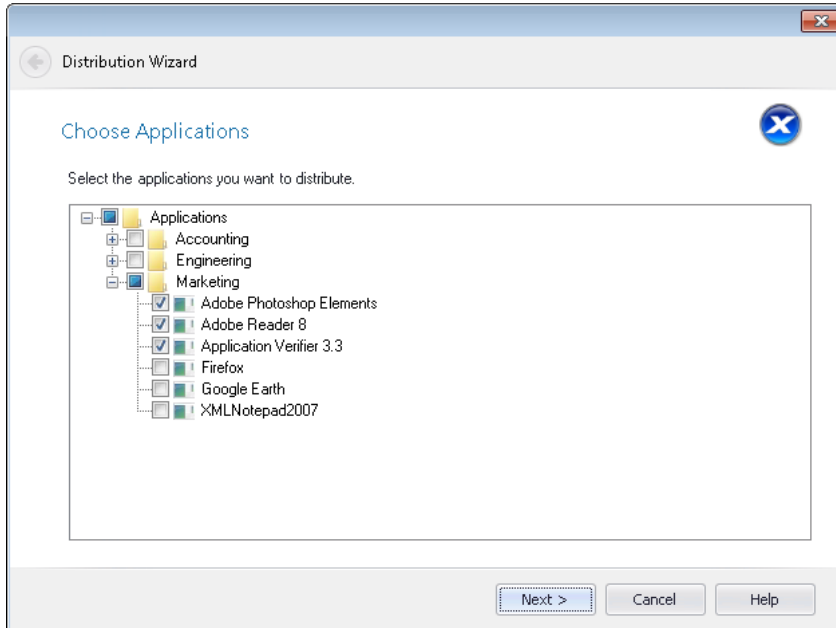 Distribution Wizard
Choose Applications
Select the applications you want to distribute.
Applications
Accounting
Engineering
Marketing
Adobe Photoshop Elements
Adobe Reader 8
Application Verifier 3.3
Firefox
Google Earth
XMLNotepad2007
Next >
Cancel
Help